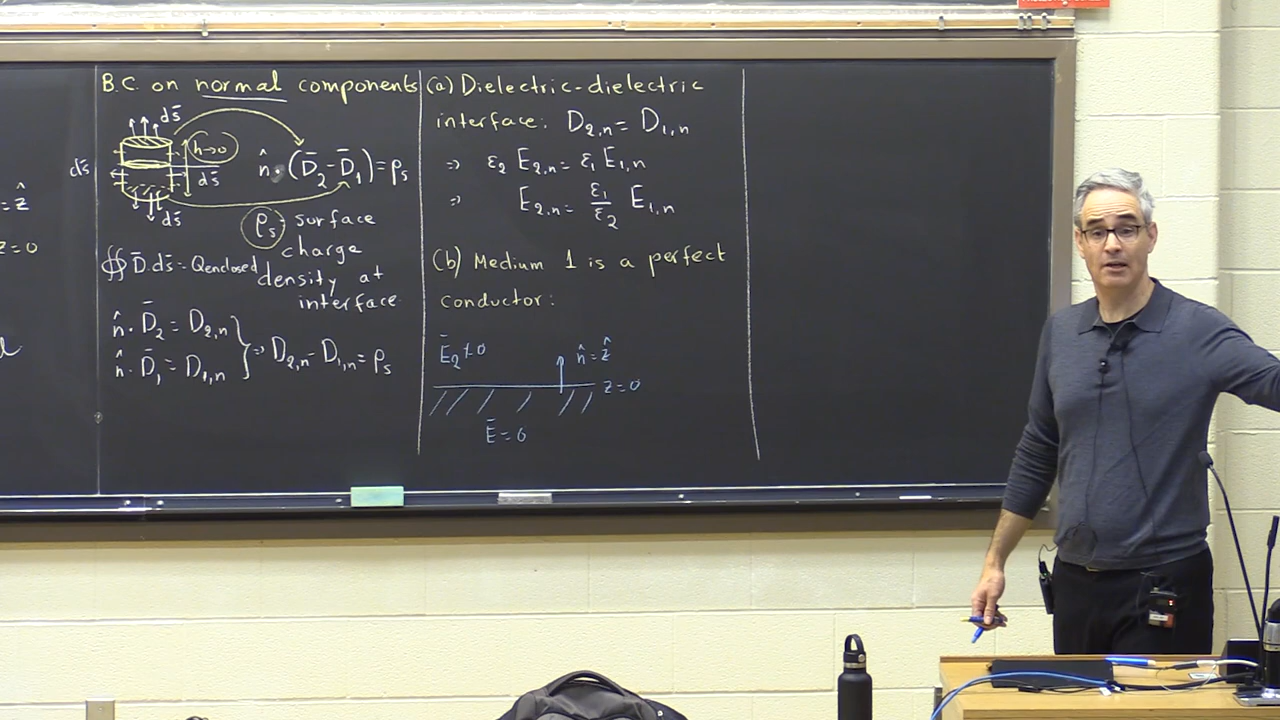 = ẑ
z = 0
B.C. on normal components
ds̄
h→0
ds̄
ds̄
ds̄
n̂ · (D̄₂ - D̄₁) = ρₛ
ρₛ - surface
charge
density at
interface
∯ D̄.ds̄ = Qenclosed
n̂ · D̄₂ = D₂,ₙ
n̂ · D̄₁ = D₁,ₙ
} ⇒ D₂,ₙ - D₁,ₙ = ρₛ
(a) Dielectric-dielectric
interface: D₂,ₙ = D₁,ₙ
⇒ ε₂ E₂,ₙ = ε₁ E₁,ₙ
⇒ E₂,ₙ = ε₁/ε₂ E₁,ₙ
(b) Medium 1 is a perfect
conductor:
Ē₂ ≠ 0
n̂ = ẑ
z = 0
Ē = 0